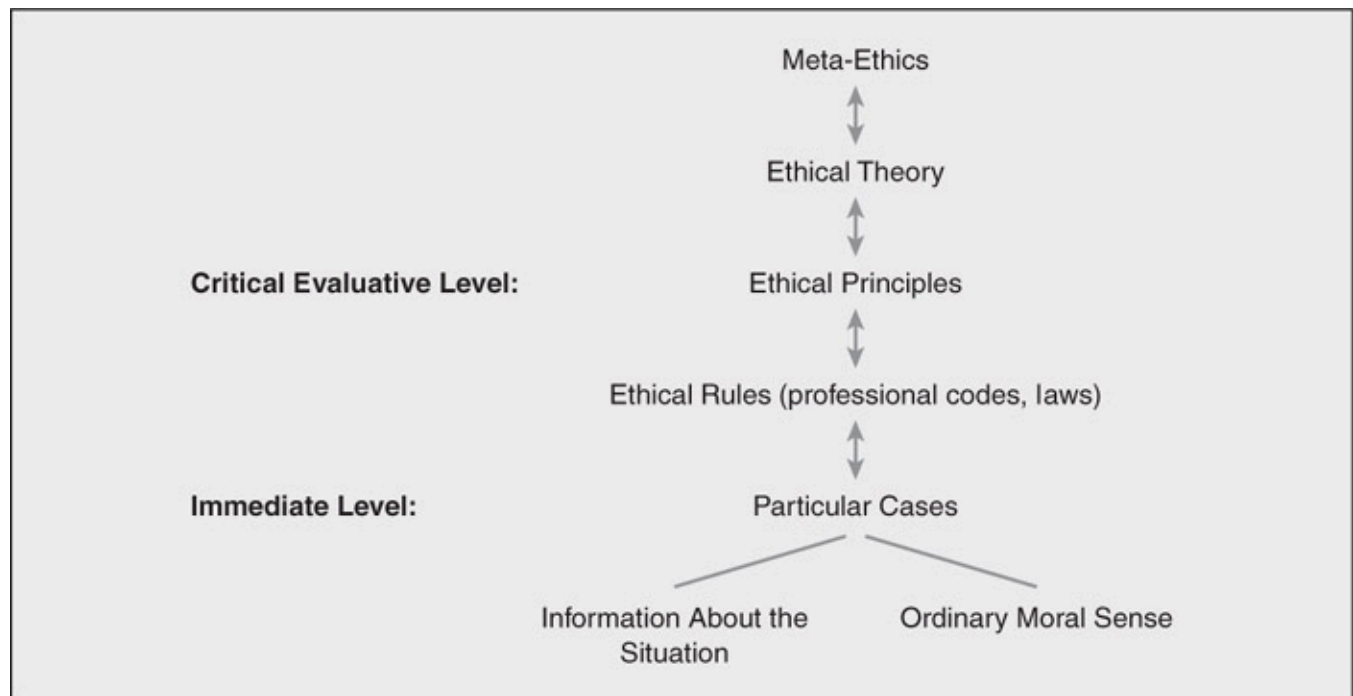 Meta-Ethics
Ethical Theory
Critical Evaluative Level:
Ethical Principles
Ethical Rules (professional codes, laws)
Immediate Level:
Particular Cases
Information About the
Situation
Ordinary Moral Sense